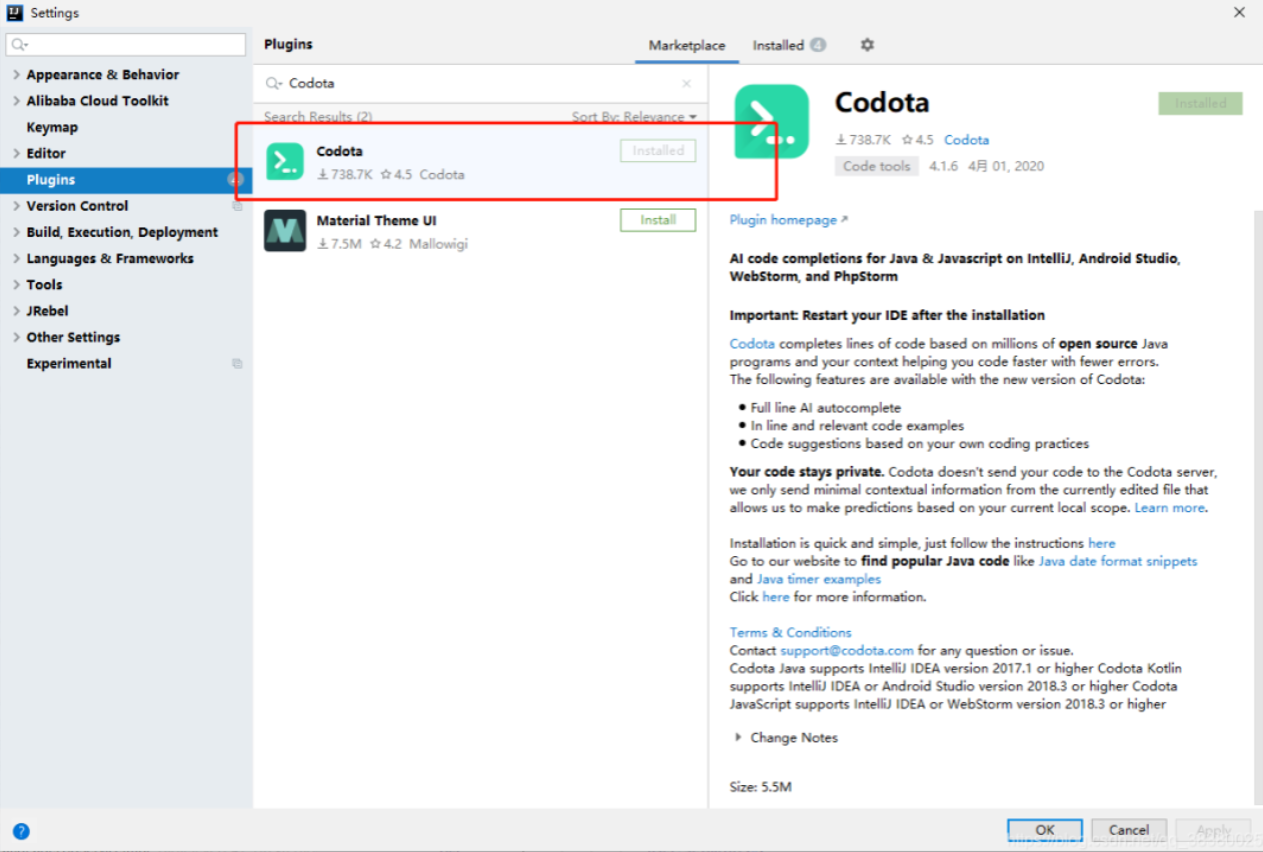 Settings
Appearance & Behavior
Alibaba Cloud Toolkit
Keymap
Editor
Plugins
Version Control
Build, Execution, Deployment
Languages & Frameworks
Tools
JRebel
Other Settings
Experimental
Plugins
Marketplace
Installed 4
Codota
Search Results (2)
Sort By: Relevance
Codota
Installed
738.7K 4.5 Codota
Material Theme UI
Install
7.5M 4.2 Mallowigi
Codota
Installed
738.7K 4.5 Codota
Code tools 4.1.6 4月 01, 2020
Plugin homepage
AI code completions for Java & Javascript on IntelliJ, Android Studio,
WebStorm, and PhpStorm
Important: Restart your IDE after the installation
Codota completes lines of code based on millions of open source Java
programs and your context helping you code faster with fewer errors.
The following features are available with the new version of Codota:
Full line AI autocomplete
In line and relevant code examples
Code suggestions based on your own coding practices
Your code stays private. Codota doesn't send your code to the Codota server,
we only send minimal contextual information from the currently edited file that
allows us to make predictions based on your current local scope. Learn more.
Installation is quick and simple, just follow the instructions here
Go to our website to find popular Java code like Java date format snippets
and Java timer examples
Click here for more information.
Terms & Conditions
Contact support@codota.com for any question or issue.
Codota Java supports IntelliJ IDEA version 2017.1 or higher Codota Kotlin
supports IntelliJ IDEA or Android Studio version 2018.3 or higher Codota
JavaScript supports IntelliJ IDEA or WebStorm version 2018.3 or higher
Change Notes
Size: 5.5M
?
OK
Cancel
Apply